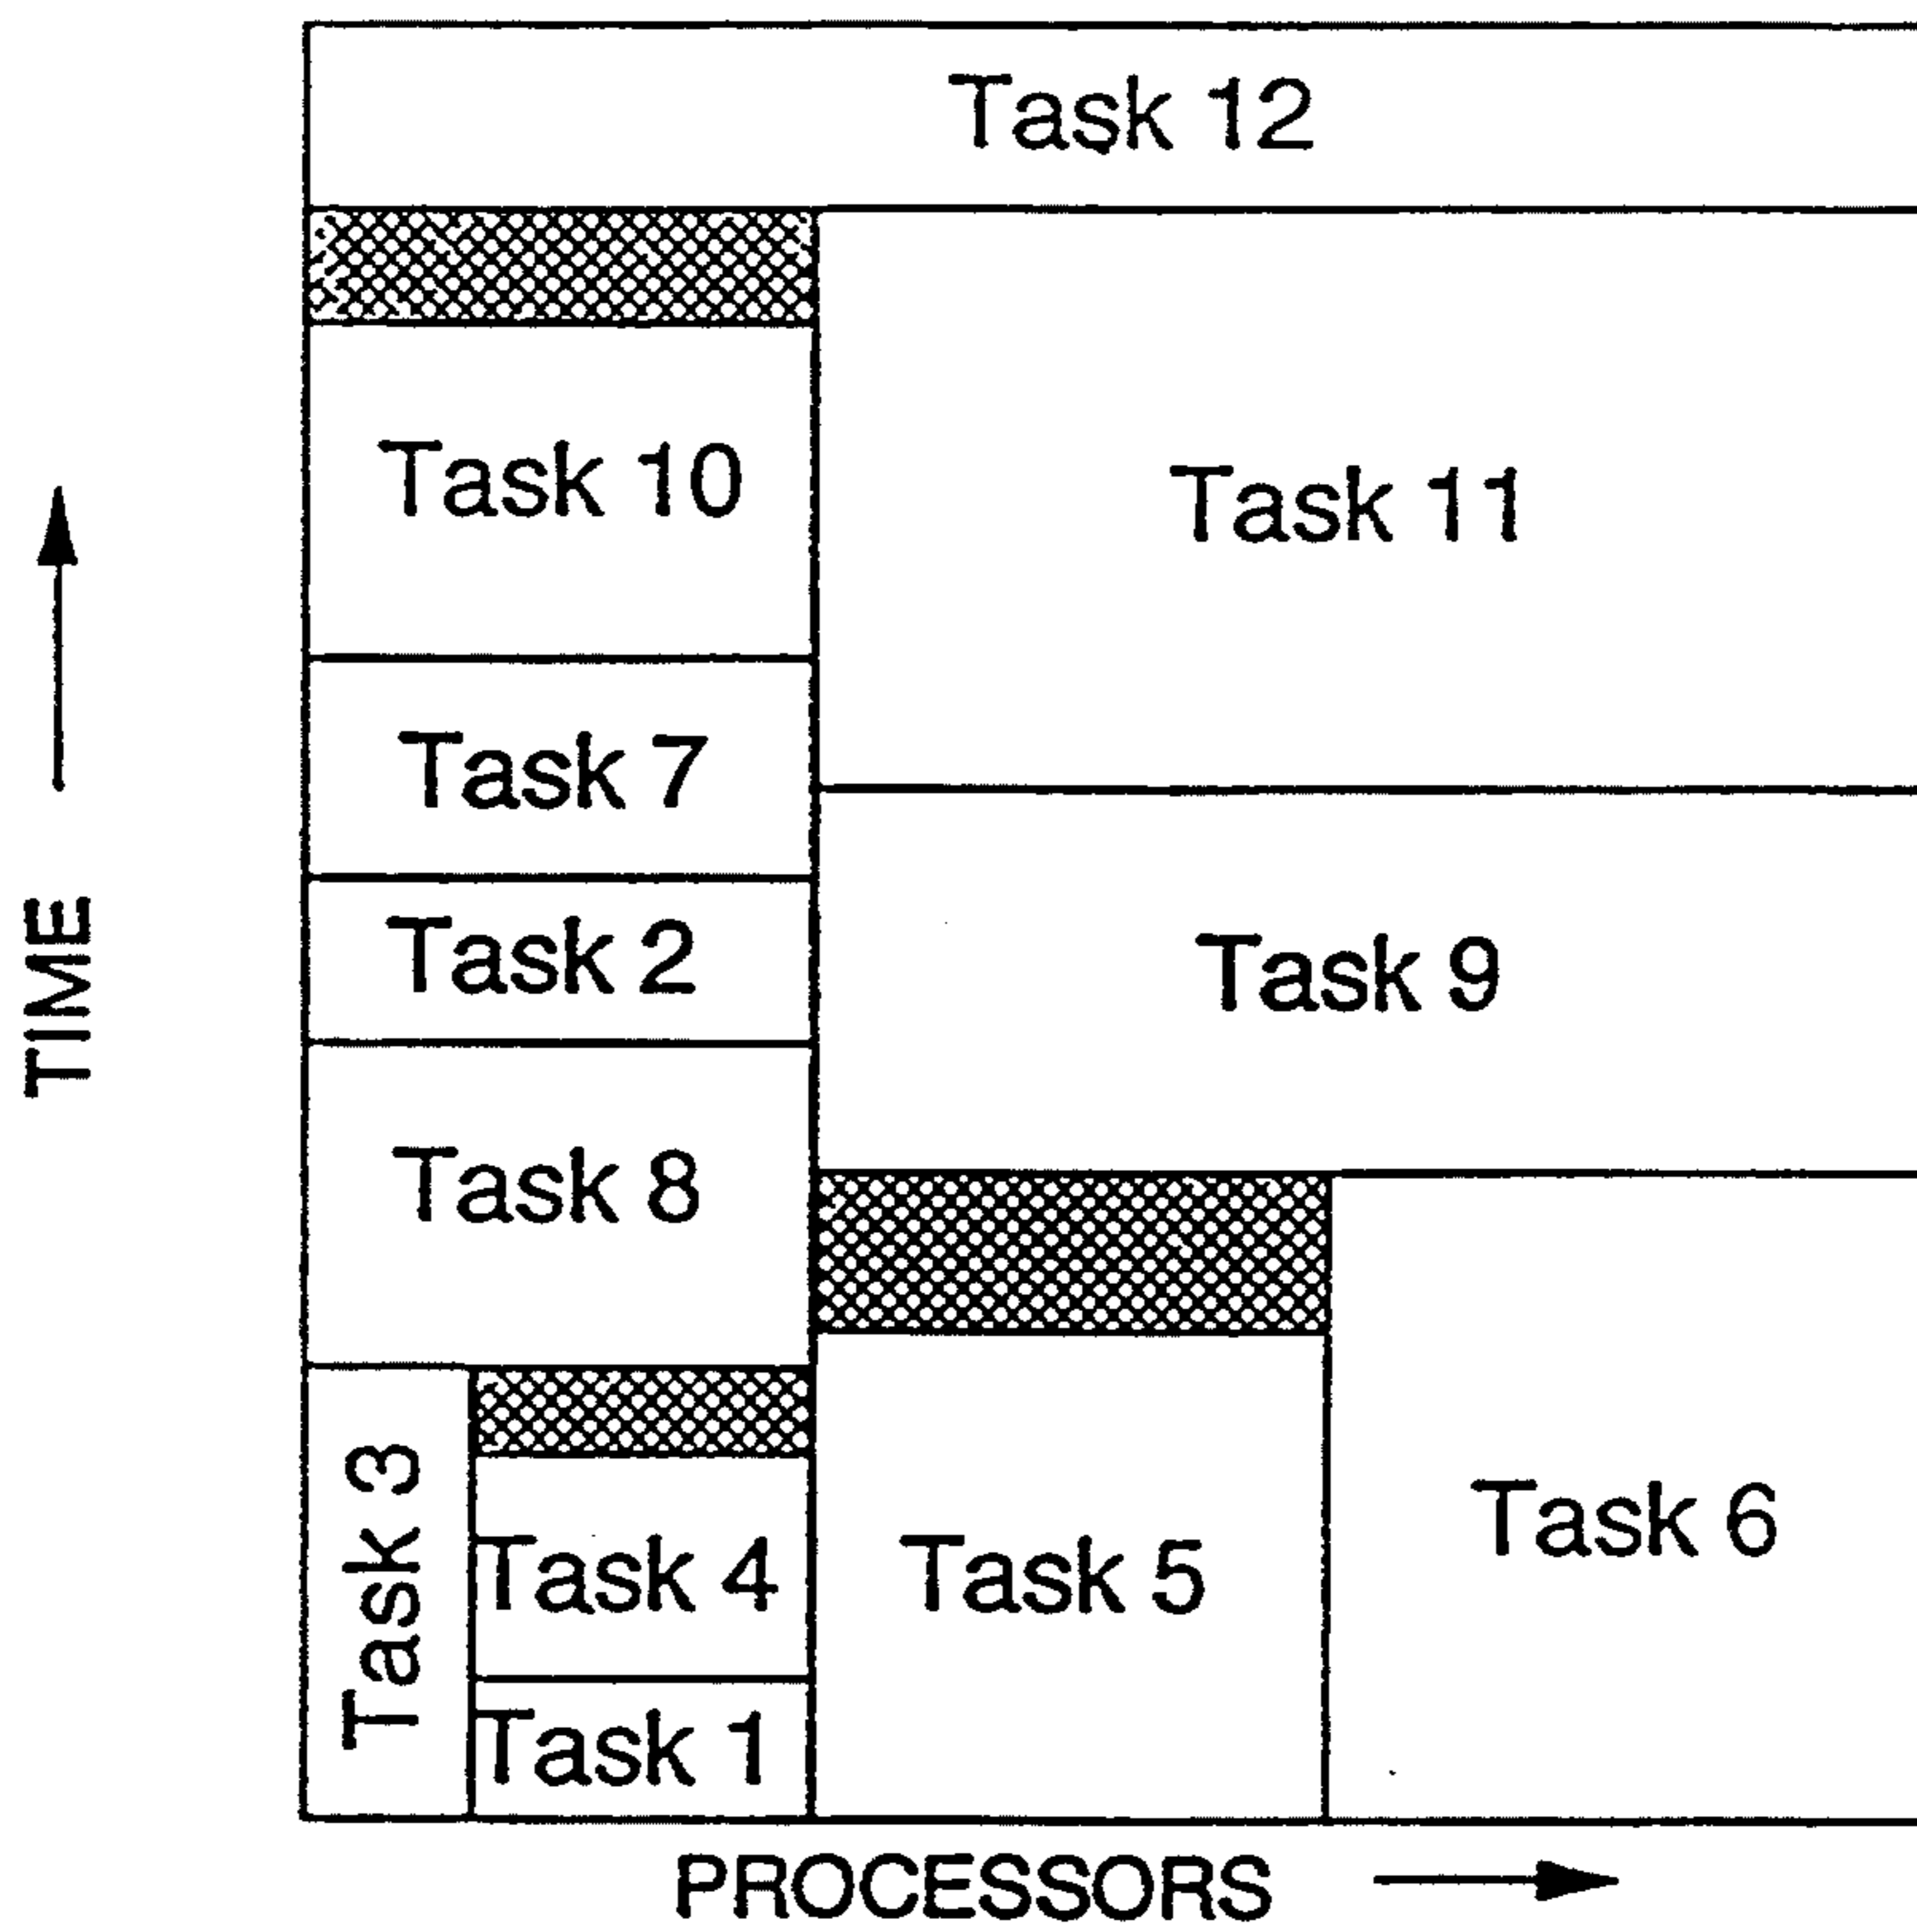 Task 12
Task 10
Task 11
Task 7
Task 2
Task 9
Task 8
Task 3
Task 4
Task 5
Task 6
Task 1
TIME
PROCESSORS